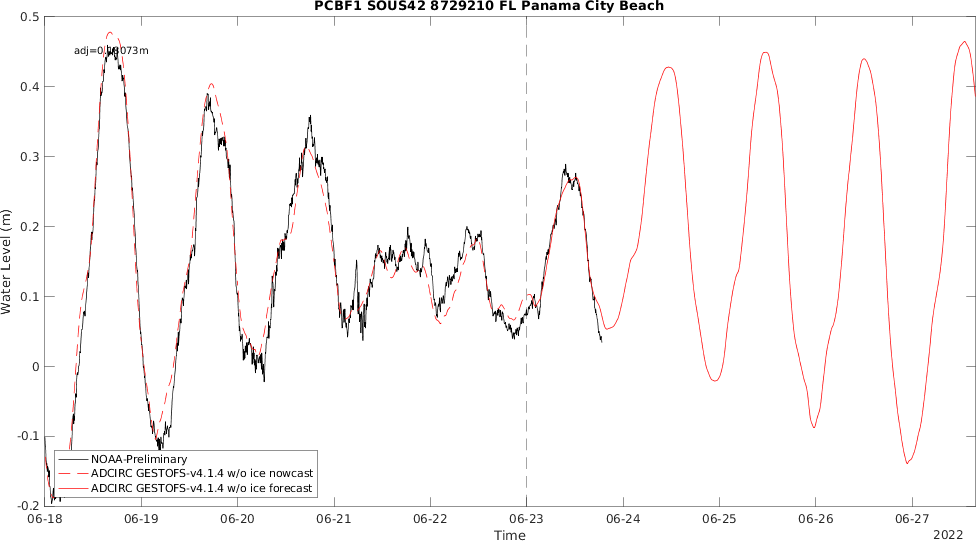 PCBF1 SOUS42 8729210 FL Panama City Beach
0.5
0.4
0.3
0.2
0.1
0
-0.1
-0.2
Water Level (m)
NOAA-Preliminary
ADCIRC GESTOFS-v4.1.4 w/o ice nowcast
ADCIRC GESTOFS-v4.1.4 w/o ice forecast
06-18 06-19 06-20 06-21 06-22 06-23 06-24 06-25 06-26 06-27
Time
2022